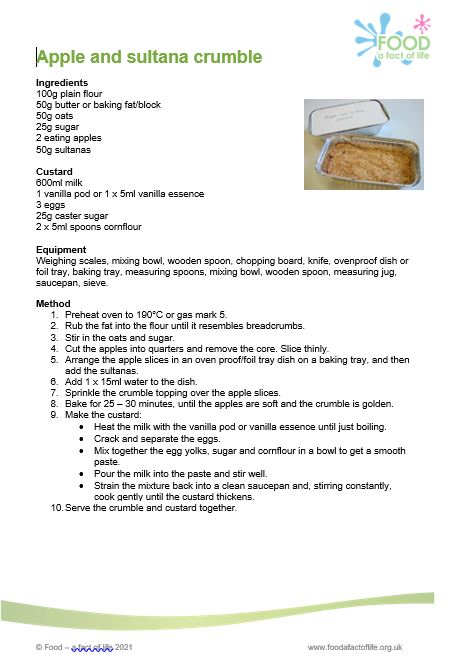 FOOD
a fact of life
Apple and sultana crumble
Ingredients
100g plain flour
50g butter or baking fat/block
50g oats
25g sugar
2 eating apples
50g sultanas
Custard
600ml milk
1 vanilla pod or 1 x 5ml vanilla essence
3 eggs
25g caster sugar
2 x 5ml spoons cornflour
Equipment
Weighing scales, mixing bowl, wooden spoon, chopping board, knife, ovenproof dish or
foil tray, baking tray, measuring spoons, mixing bowl, wooden spoon, measuring jug,
saucepan, sieve.
Method
1. Preheat oven to 190°C or gas mark 5.
2. Rub the fat into the flour until it resembles breadcrumbs.
3. Stir in the oats and sugar.
4. Cut the apples into quarters and remove the core. Slice thinly.
5. Arrange the apple slices in an oven proof/foil tray dish on a baking tray, and then
add the sultanas.
6. Add 1 x 15ml water to the dish.
7. Sprinkle the crumble topping over the apple slices.
8. Bake for 25 – 30 minutes, until the apples are soft and the crumble is golden.
9. Make the custard:
• Heat the milk with the vanilla pod or vanilla essence until just boiling.
• Crack and separate the eggs.
• Mix together the egg yolks, sugar and cornflour in a bowl to get a smooth
paste.
• Pour the milk into the paste and stir well.
• Strain the mixture back into a clean saucepan and, stirring constantly,
cook gently until the custard thickens.
10. Serve the crumble and custard together.
© Food – a fact of life 2021
www.foodafactoflife.org.uk